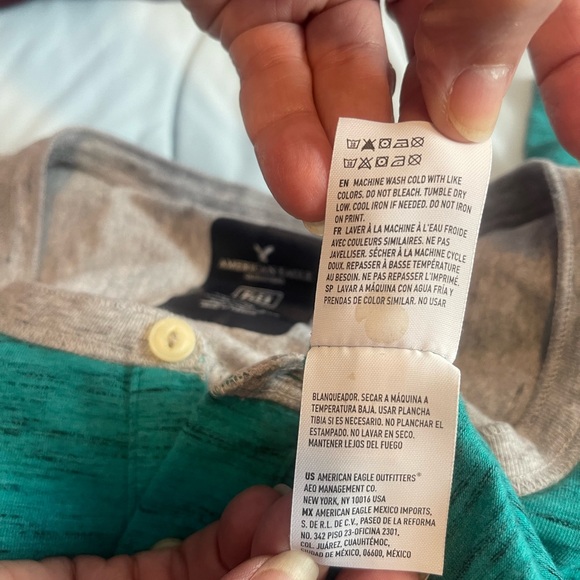 EN MACHINE WASH COLD WITH LIKE
COLORS. DO NOT BLEACH. TUMBLE DRY
LOW. COOL IRON IF NEEDED. DO NOT IRON
ON PRINT.
FR LAVER À LA MACHINE À L'EAU FROIDE
AVEC COULEURS SIMILAIRES. NE PAS
JAVELLISER. SÉCHER À LA MACHINE CYCLE
DOUX. REPASSER À BASSE TEMPÉRATURE
AU BESOIN. NE PAS REPASSER L'IMPRIMÉ
SP LAVAR A MÁQUINA CON AGUA FRÍA Y
PRENDAS DE COLOR SIMILAR. NO USAR
AMERICAN EAGLE
FLEX
BLANQUEADOR. SECAR A MÁQUINA A
TEMPERATURA BAJA. USAR PLANCHA
TIBIA SI ES NECESARIO. NO PLANCHAR EL
ESTAMPADO. NO LAVAR EN SECO.
MANTENER LEJOS DEL FUEGO
US AMERICAN EAGLE OUTFITTERS®
AEO MANAGEMENT CO.
NEW YORK, NY 10016 USA
MX AMERICAN EAGLE MEXICO IMPORTS,
S. DE R.L. DE C.V., PASEO DE LA REFORMA
NO. 342 PISO 23-OFICINA 2301,
COL. JUÁREZ, CUAUHTÉMOC,
CIUDAD DE MÉXICO, 06600, MÉXICO